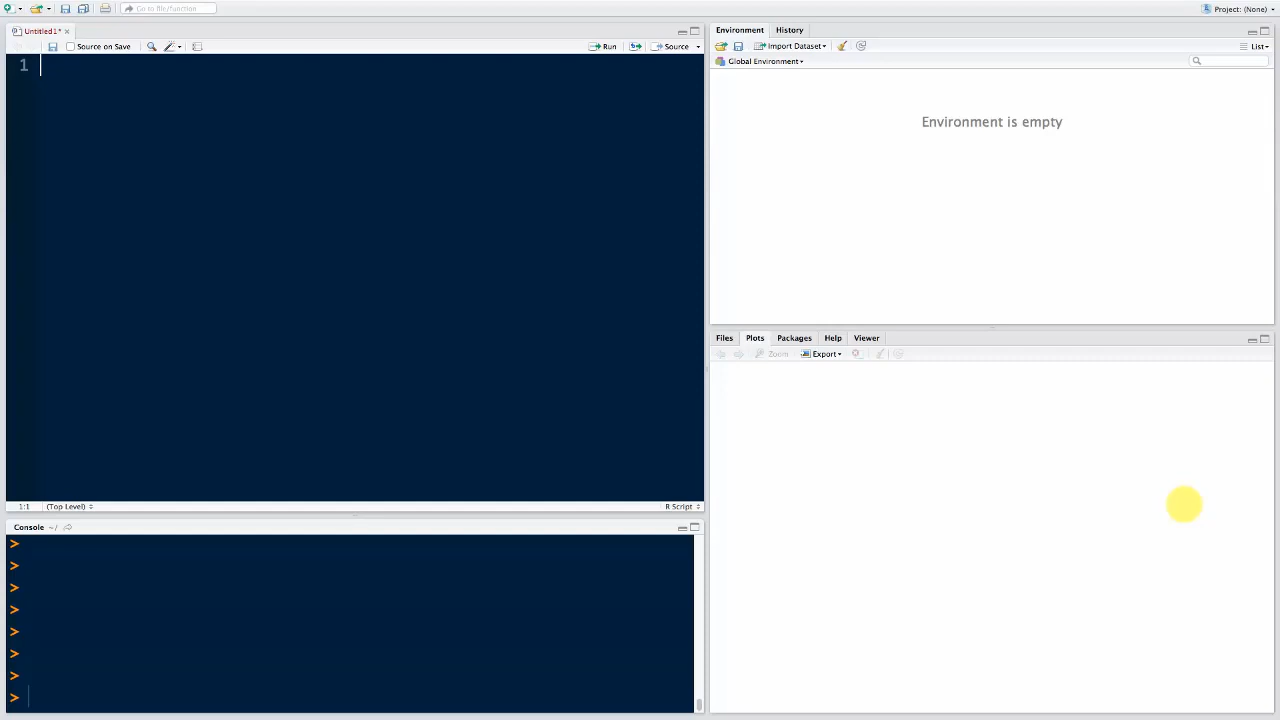 Go to file/function
Project: (None)
Untitled1*
Source on Save
Run
Source
1
1:1
(Top Level)
R Script
Console ~/
>
>
>
>
>
>
>
>
Environment
History
Import Dataset
List
Global Environment
Environment is empty
Files
Plots
Packages
Help
Viewer
Zoom
Export